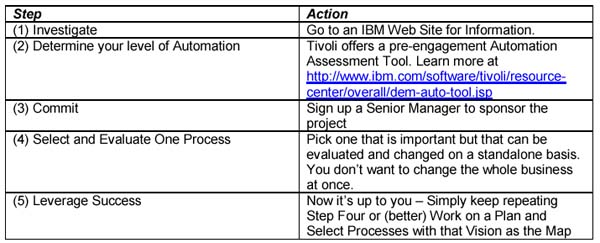 Step Action
(1) Investigate Go to an IBM Web Site for Information.
(2) Determine your level of Automation Tivoli offers a pre-engagement Automation
Assessment Tool. Learn more at
http://www.ibm.com/software/tivoli/resource-
center/overall/dem-auto-tool.jsp
(3) Commit Sign up a Senior Manager to sponsor the
project
(4) Select and Evaluate One Process Pick one that is important but that can be
evaluated and changed on a standalone basis.
You don't want to change the whole business
at once.
(5) Leverage Success Now it's up to you – Simply keep repeating
Step Four or (better) Work on a Plan and
Select Processes with that Vision as the Map